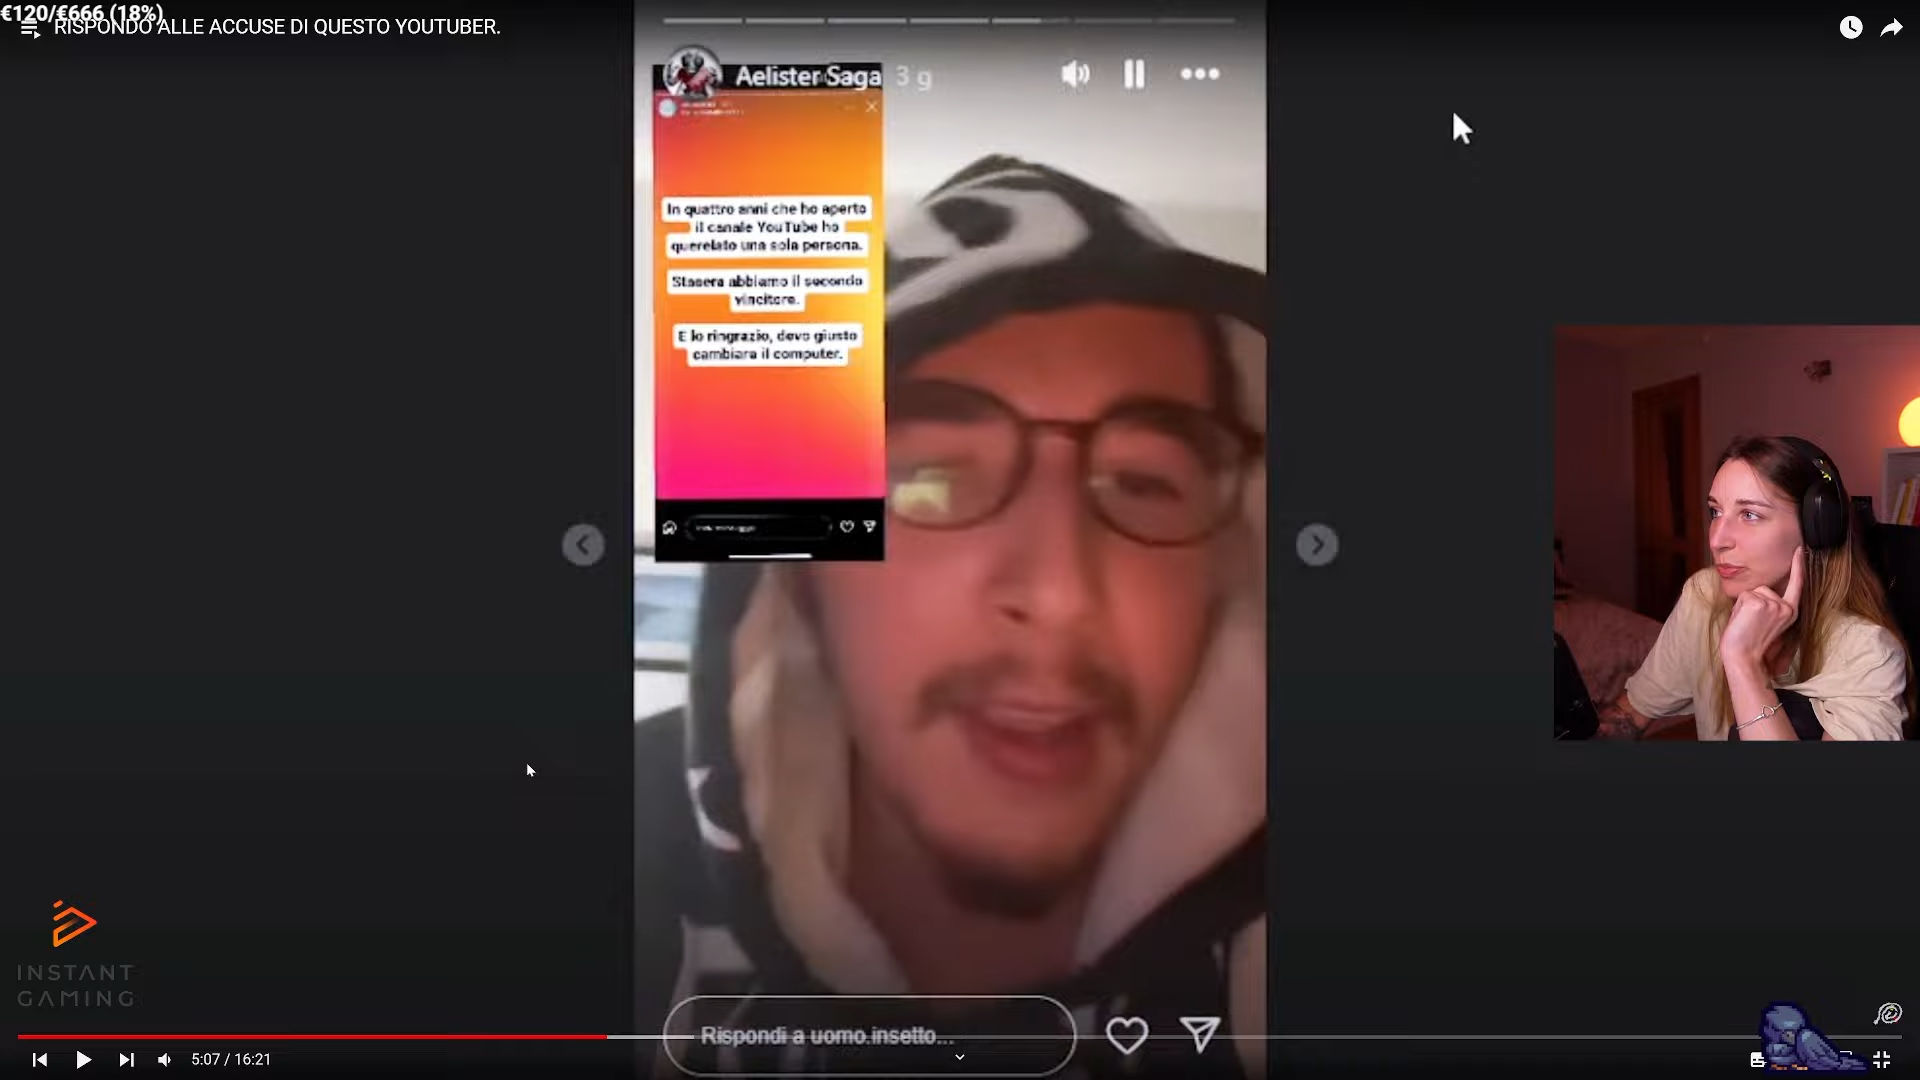 €120/€666 (18%)
RISPONDO ALLE ACCUSE DI QUESTO YOUTUBER.
Aelister Saga 3 g
In quattro anni che ho aperto
il canale YouTube ho
querelato una sola persona.
Stasera abbiamo il secondo
vincitore.
E lo ringrazio, devo giusto
cambiara il computer.
INSTANT
GAMING
Rispondi a uomo.insetto...
5:07 / 16:21